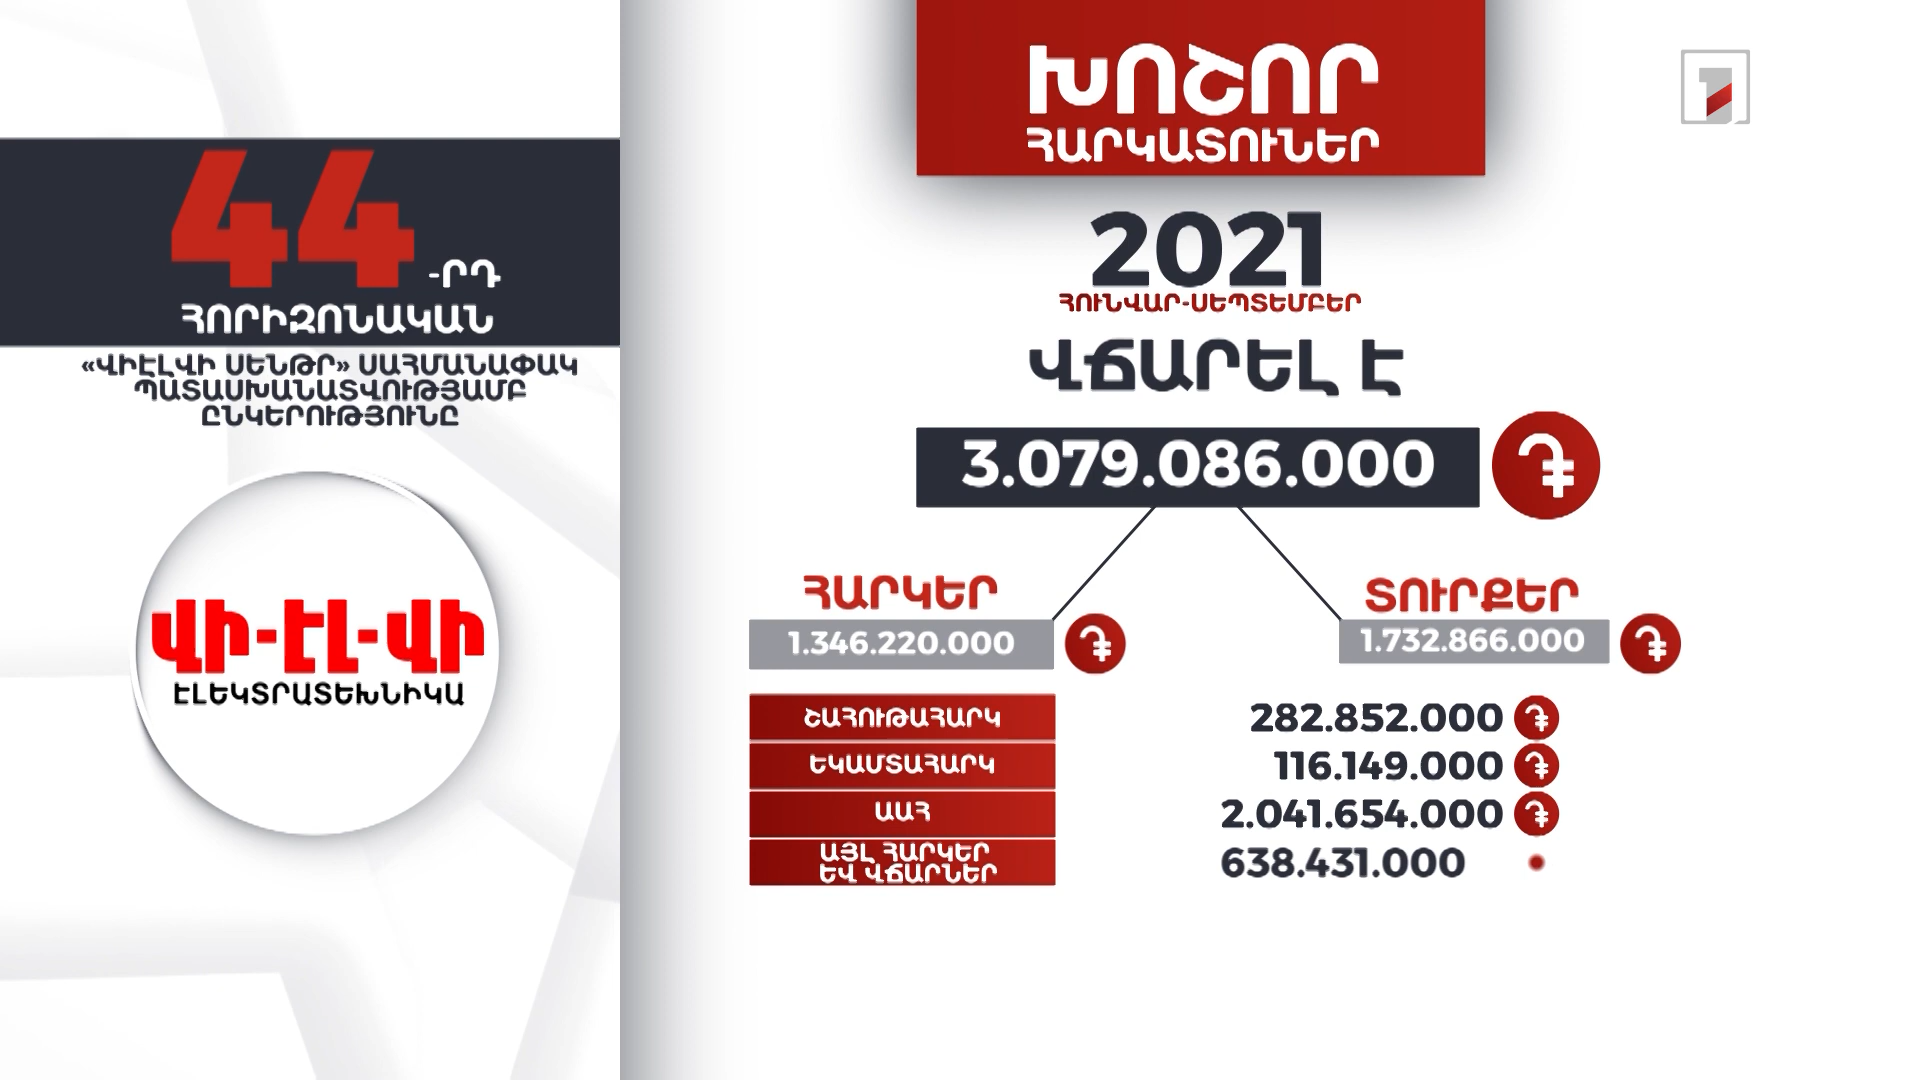 44-ՐԴ
ՀՈՐԻԶՈՆԱԿԱՆ
«ՎԻԷԼՎԻ ՍԵՆԹՐ» ՍԱՀՄԱՆԱՓԱԿ
ՊԱՏԱՍԽԱՆԱՏՎՈՒԹՅԱՄԲ
ԸՆԿԵՐՈՒԹՅՈՒՆԸ
ՎԻ-ԷԼ-ՎԻ
ԷԼԵԿՏՐԱՏԵԽՆԻԿԱ
ԽՈՇՈՐ
ՀԱՐԿԱՏՈՒՆԵՐ
2021
ՀՈՒՆՎԱՐ-ՍԵՊՏԵՄԲԵՐ
ՎՃԱՐԵԼ Է
3.079.086.000 ֏
ՀԱՐԿԵՐ
1.346.220.000 ֏
ՏՈՒՐՔԵՐ
1.732.866.000 ֏
ՇԱՀՈՒԹԱՀԱՐԿ 282.852.000 ֏
ԵԿԱՄՏԱՀԱՐԿ 116.149.000 ֏
ԱԱՀ 2.041.654.000 ֏
ԱՅԼ ՀԱՐԿԵՐ
ԵՎ ՎՃԱՐՆԵՐ 638.431.000
1